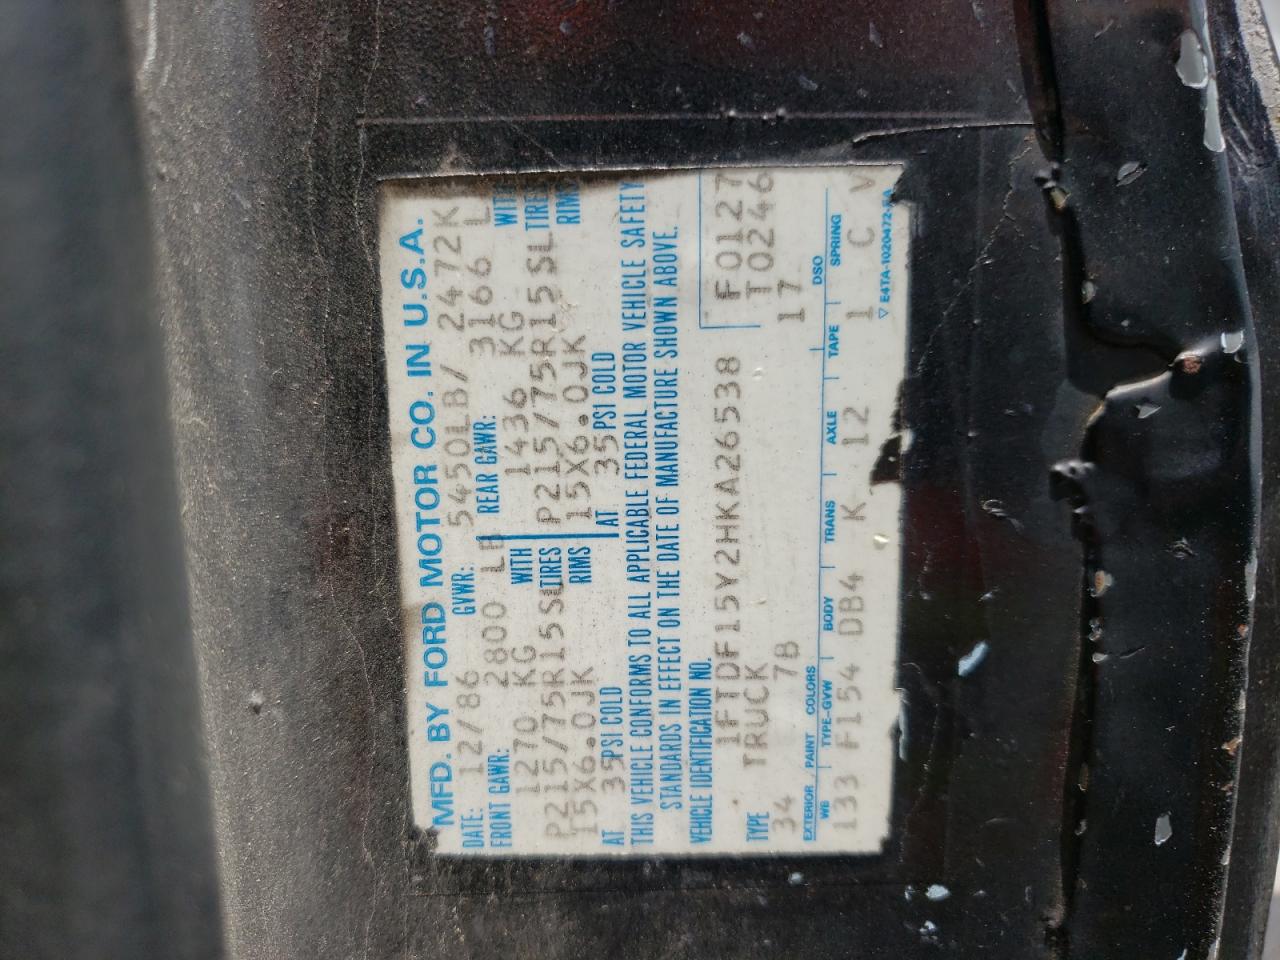 MFD. BY FORD MOTOR CO. IN U.S.A.
DATE: 12/86 GVWR: 5450LB/ 2472K
FRONT GAWR: 2800 LB REAR GAWR: 3166 L
1270 KG WITH 1436 KG WITH
P215/75R15SL TIRES P215/75R15SL TIRES
15X6.0JK RIMS 15X6.0JK RIMS
AT 35 PSI COLD AT 35 PSI COLD
THIS VEHICLE CONFORMS TO ALL APPLICABLE FEDERAL MOTOR VEHICLE SAFETY
STANDARDS IN EFFECT ON THE DATE OF MANUFACTURE SHOWN ABOVE.
VEHICLE IDENTIFICATION NO.
1FTDF15Y2HKA26538 F0127
TYPE TRUCK T0246
34 7B 17
EXTERIOR PAINT COLORS DSO
WB TYPE-GVW BODY TRANS AXLE TAPE SPRING
133 F154 DB4 K 12 1 C V